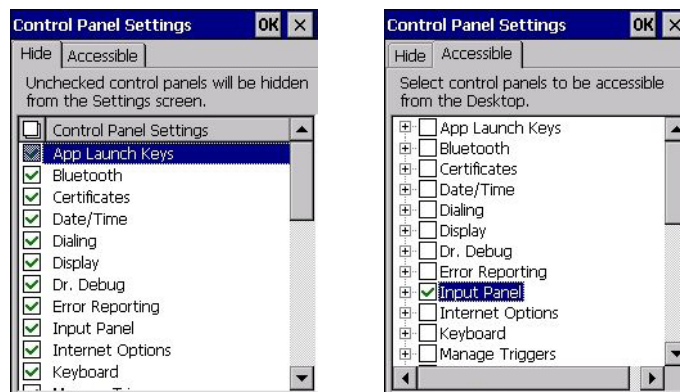 Control Panel Settings OK
Hide Accessible
Unchecked control panels will be hidden
from the Settings screen.
Control Panel Settings
App Launch Keys
Bluetooth
Certificates
Date/Time
Dialing
Display
Dr. Debug
Error Reporting
Input Panel
Internet Options
Keyboard
Control Panel Settings OK
Hide Accessible
Select control panels to be accessible
from the Desktop.
App Launch Keys
Bluetooth
Certificates
Date/Time
Dialing
Display
Dr. Debug
Error Reporting
Input Panel
Internet Options
Keyboard
Manage Triggers